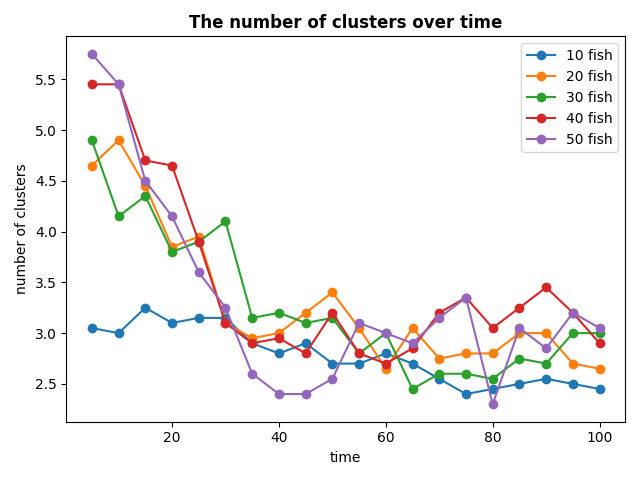 The number of clusters over time
10 fish
20 fish
30 fish
40 fish
50 fish
number of clusters
5.5
5.0
4.5
4.0
3.5
3.0
2.5
20
40
60
80
100
time